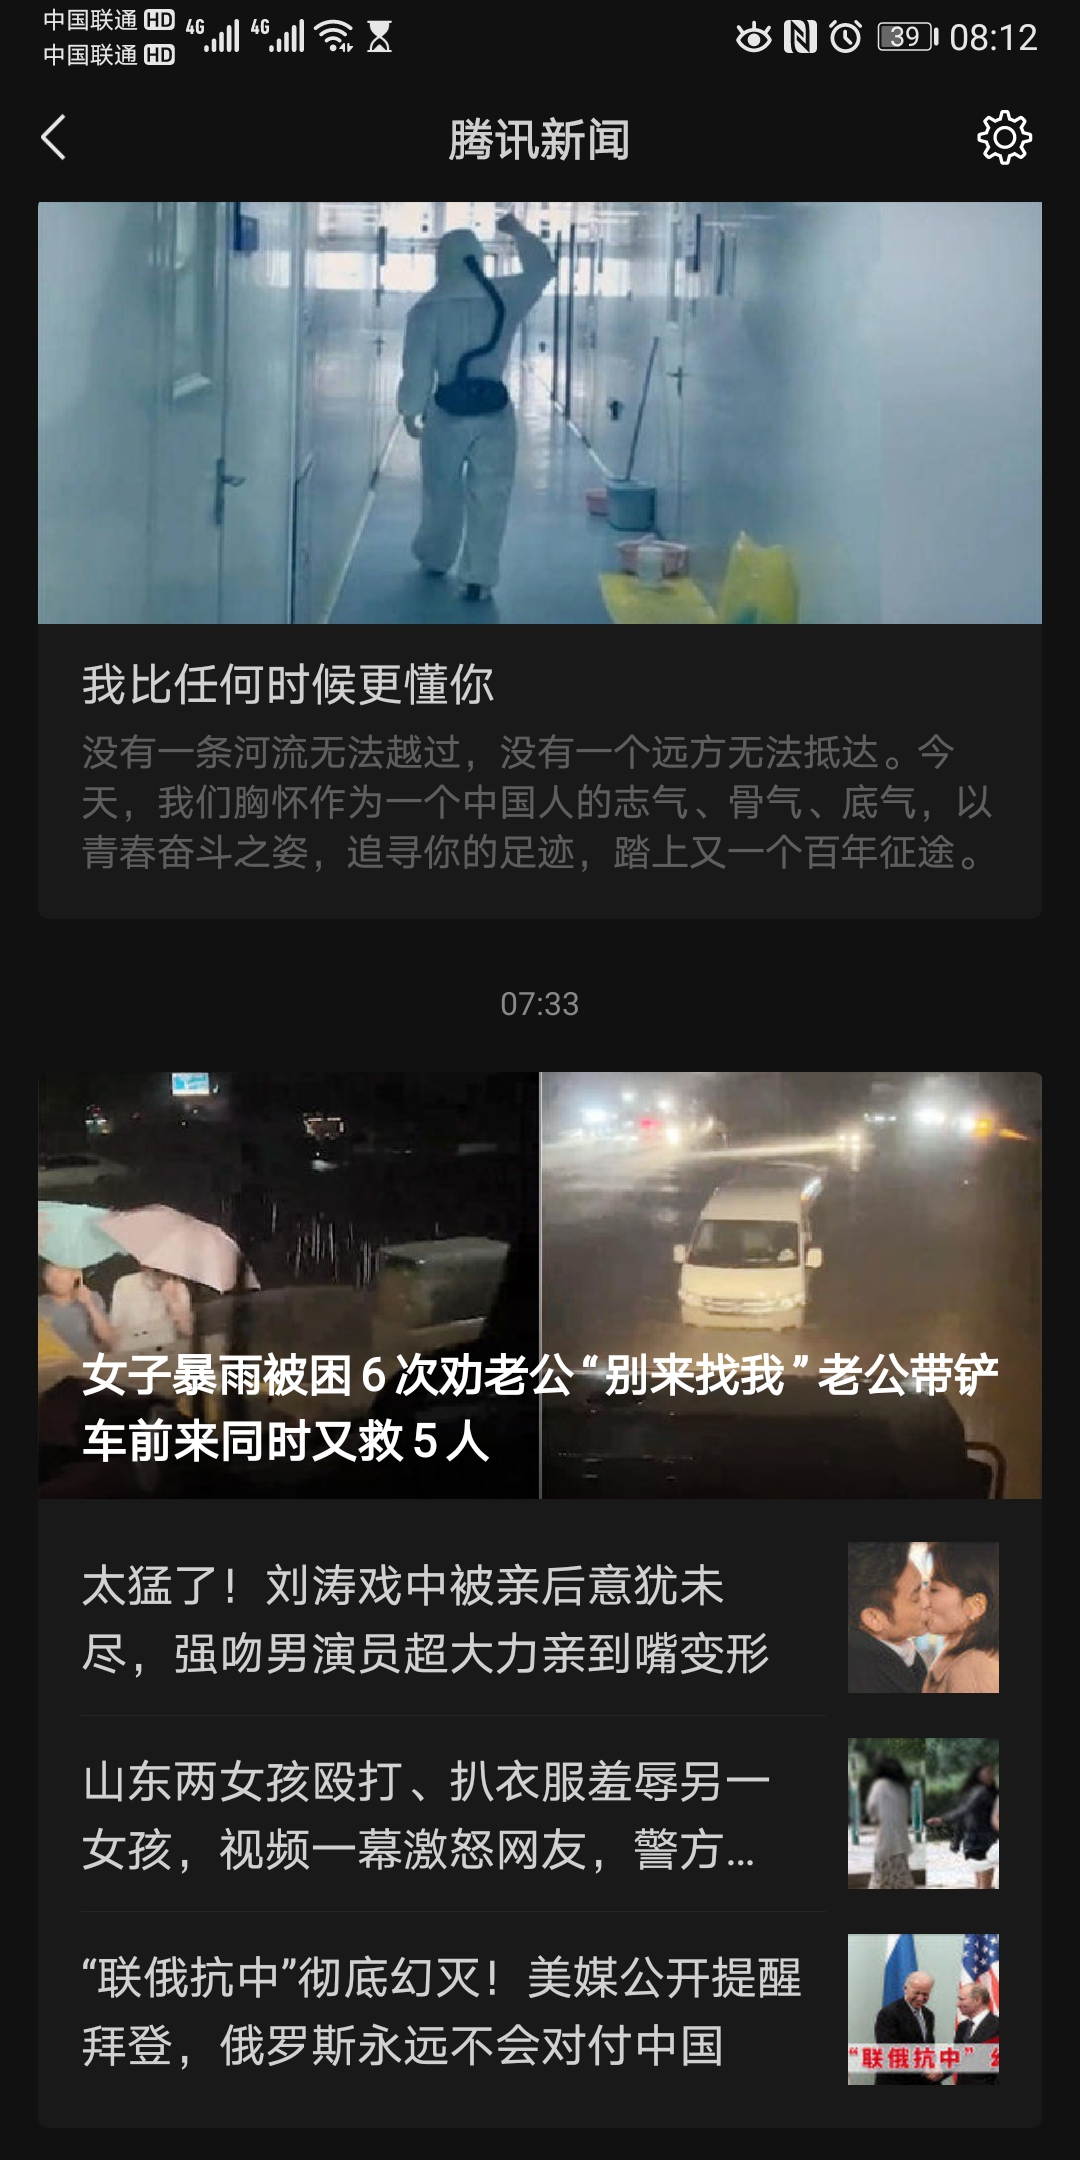 中国联通 HD 4G 4G 39 08:12
中国联通 HD
腾讯新闻
我比任何时候更懂你
没有一条河流无法越过，没有一个远方无法抵达。今
天，我们胸怀作为一个中国人的志气、骨气、底气，以
青春奋斗之姿，追寻你的足迹，踏上又一个百年征途。
07:33
女子暴雨被困6次劝老公“别来找我”老公带铲
车前来同时又救5人
太猛了！刘涛戏中被亲后意犹未
尽，强吻男演员超大力亲到嘴变形
山东两女孩殴打、扒衣服羞辱另一
女孩，视频一幕激怒网友，警方...
“联俄抗中”彻底幻灭！美媒公开提醒
拜登，俄罗斯永远不会对付中国
“联俄抗中”